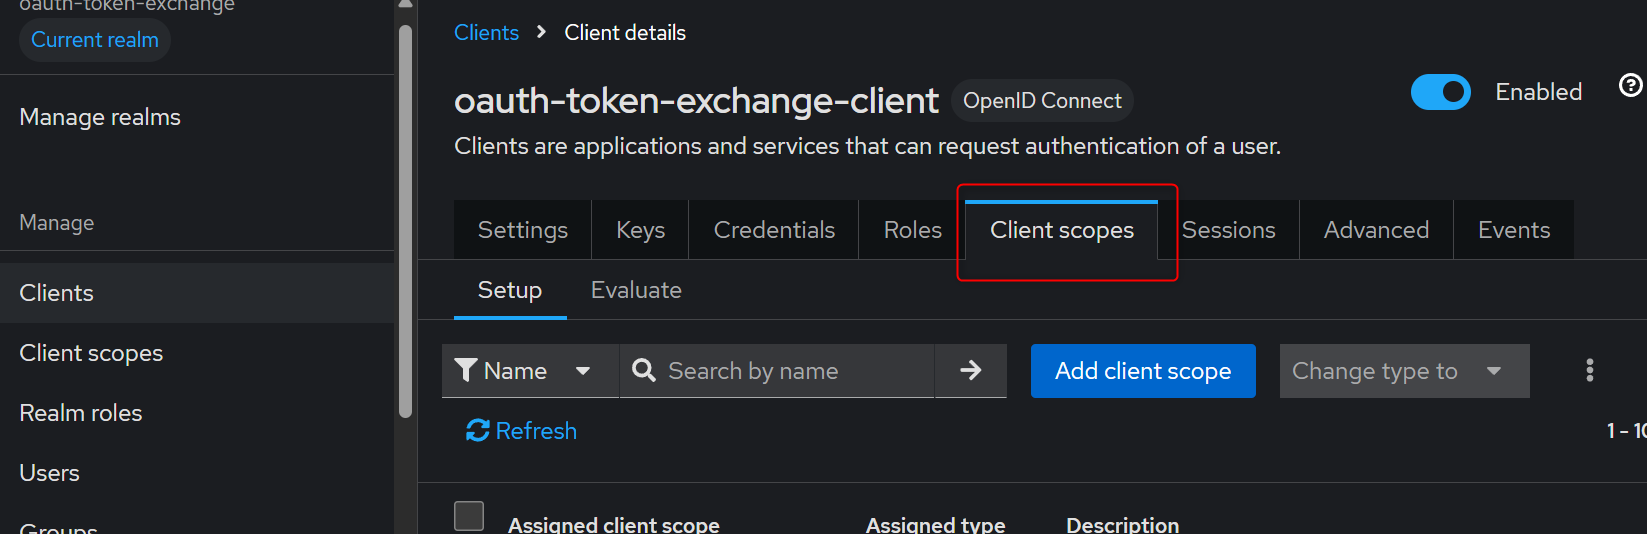 oauth-token-exchange
Current realm
Manage realms
Manage
Clients
Client scopes
Realm roles
Users
Groups
Clients > Client details
oauth-token-exchange-client OpenID Connect
Enabled
Clients are applications and services that can request authentication of a user.
Settings Keys Credentials Roles Client scopes Sessions Advanced Events
Setup Evaluate
Name Search by name Add client scope Change type to
Refresh
1 - 10
Assigned client scope Assigned type Description